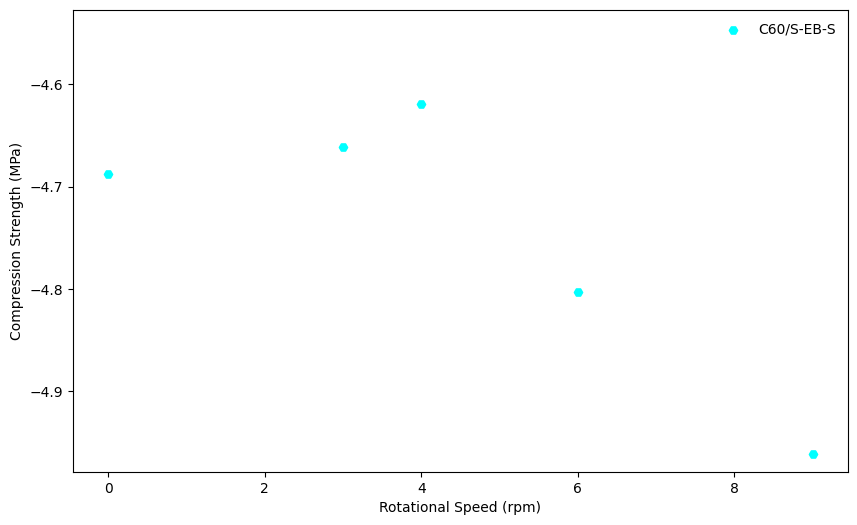 C60/S-EB-S
−4.6
−4.7
−4.8
−4.9
Compression Strength (MPa)
0 2 4 6 8
Rotational Speed (rpm)